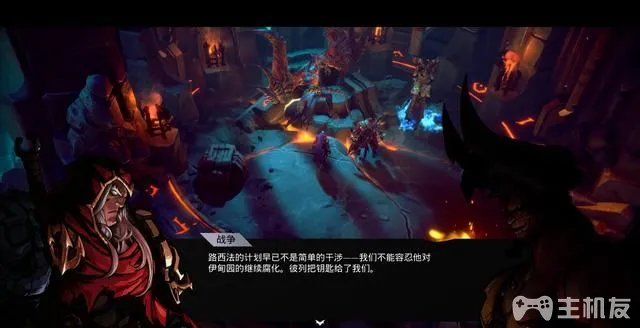 战争
路西法的计划早已不是简单的干涉——我们不能容忍他对
伊甸园的继续腐化。彼列把钥匙给了我们。
主机友